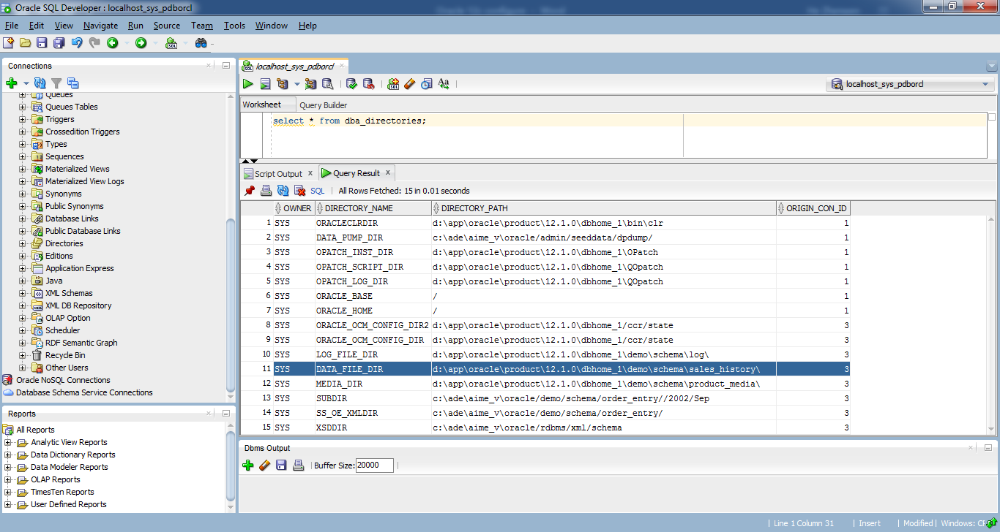 Oracle SQL Developer : localhost_sys_pdborcl
File Edit View Navigate Run Source Team Tools Window Help
Connections
Queues
Queues Tables
Triggers
Crossedition Triggers
Types
Sequences
Materialized Views
Materialized View Logs
Synonyms
Public Synonyms
Database Links
Public Database Links
Directories
Editions
Application Express
Java
XML Schemas
XML DB Repository
OLAP Option
Scheduler
RDF Semantic Graph
Recycle Bin
Other Users
Oracle NoSQL Connections
Database Schema Service Connections
Reports
All Reports
Analytic View Reports
Data Dictionary Reports
Data Modeler Reports
OLAP Reports
TimesTen Reports
User Defined Reports
localhost_sys_pdborcl
localhost_sys_pdborcl
Worksheet Query Builder
select * from dba_directories;
Script Output x Query Result x
SQL | All Rows Fetched: 15 in 0.01 seconds
OWNER DIRECTORY_NAME DIRECTORY_PATH ORIGIN_CON_ID
1 SYS ORACLECLRDIR d:\app\oracle\product\12.1.0\dbhome_1\bin\clr 1
2 SYS DATA_PUMP_DIR c:\ade\aime_v\oracle/admin/seeddata/dpdump/ 1
3 SYS OPATCH_INST_DIR d:\app\oracle\product\12.1.0\dbhome_1\OPatch 1
4 SYS OPATCH_SCRIPT_DIR d:\app\oracle\product\12.1.0\dbhome_1\QOpatch 1
5 SYS OPATCH_LOG_DIR d:\app\oracle\product\12.1.0\dbhome_1\QOpatch 1
6 SYS ORACLE_BASE / 1
7 SYS ORACLE_HOME / 1
8 SYS ORACLE_OCM_CONFIG_DIR2 d:\app\oracle\product\12.1.0\dbhome_1/ccr/state 3
9 SYS ORACLE_OCM_CONFIG_DIR d:\app\oracle\product\12.1.0\dbhome_1/ccr/state 3
10 SYS LOG_FILE_DIR d:\app\oracle\product\12.1.0\dbhome_1\demo\schema\log\ 3
11 SYS DATA_FILE_DIR d:\app\oracle\product\12.1.0\dbhome_1\demo\schema\sales_history\ 3
12 SYS MEDIA_DIR d:\app\oracle\product\12.1.0\dbhome_1\demo\schema\product_media\ 3
13 SYS SUBDIR c:\ade\aime_v\oracle/demo/schema/order_entry//2002/Sep 3
14 SYS SS_OE_XMLDIR c:\ade\aime_v\oracle/demo/schema/order_entry/ 3
15 SYS XSDDIR c:\ade\aime_v\oracle/rdbms/xml/schema 3
Dbms Output
Buffer Size: 20000
Line 1 Column 31 | Insert | Modified | Windows: